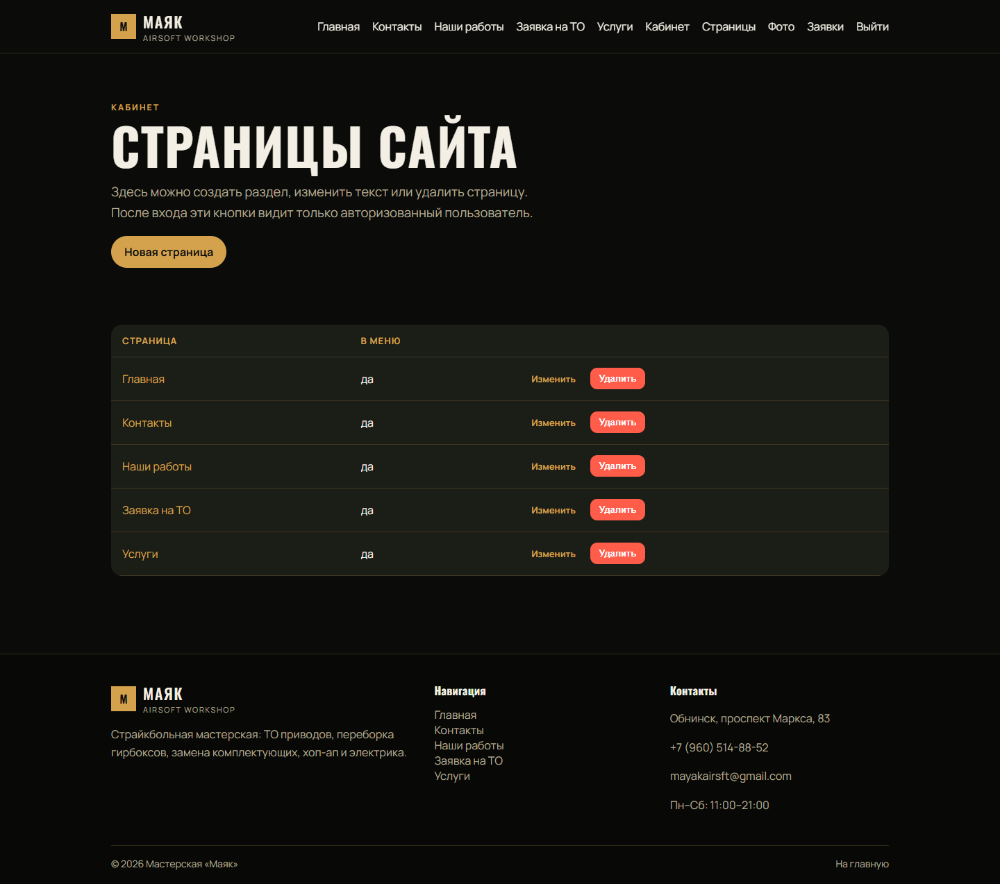 М
МАЯК
AIRSOFT WORKSHOP
Главная Контакты Наши работы Заявка на ТО Услуги Кабинет Страницы Фото Заявки Выйти
КАБИНЕТ
СТРАНИЦЫ САЙТА
Здесь можно создать раздел, изменить текст или удалить страницу.
После входа эти кнопки видит только авторизованный пользователь.
Новая страница
СТРАНИЦА В МЕНЮ
Главная да Изменить Удалить
Контакты да Изменить Удалить
Наши работы да Изменить Удалить
Заявка на ТО да Изменить Удалить
Услуги да Изменить Удалить
М
МАЯК
AIRSOFT WORKSHOP
Страйкбольная мастерская: ТО приводов, переборка
гирбоксов, замена комплектующих, хоп-ап и электрика.
Навигация
Главная
Контакты
Наши работы
Заявка на ТО
Услуги
Контакты
Обнинск, проспект Маркса, 83
+7 (960) 514-88-52
mayakairsft@gmail.com
Пн–Сб: 11:00–21:00
© 2026 Мастерская «Маяк»
На главную